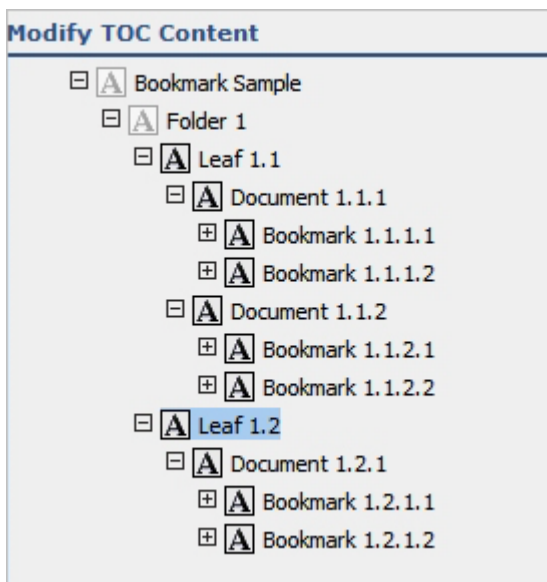 Modify TOC Content
A Bookmark Sample
A Folder 1
A Leaf 1.1
A Document 1.1.1
A Bookmark 1.1.1.1
A Bookmark 1.1.1.2
A Document 1.1.2
A Bookmark 1.1.2.1
A Bookmark 1.1.2.2
A Leaf 1.2
A Document 1.2.1
A Bookmark 1.2.1.1
A Bookmark 1.2.1.2